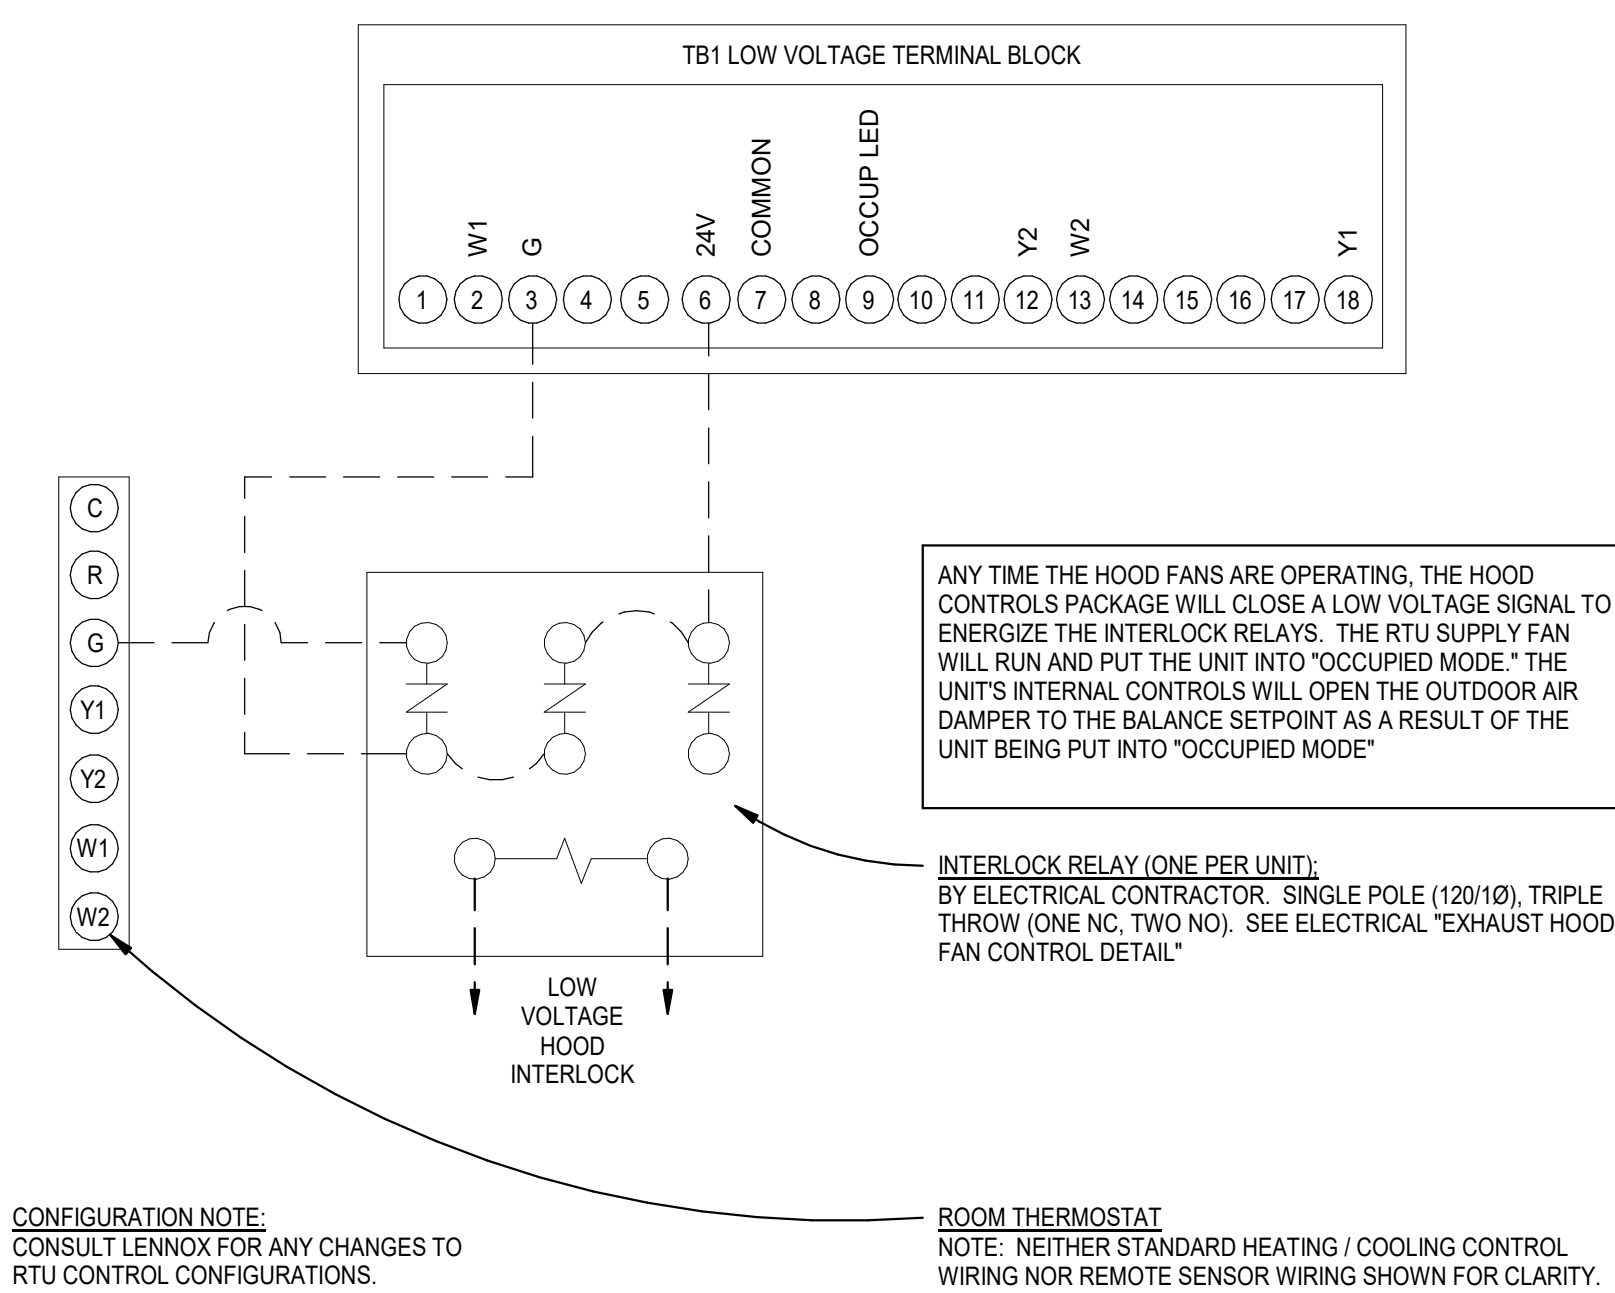 TB1 LOW VOLTAGE TERMINAL BLOCK
W1
G
24V
COMMON
OCCUP LED
Y2
W2
Y1
1 2 3 4 5 6 7 8 9 10 11 12 13 14 15 16 17 18
C
R
G
Y1
Y2
W1
W2
ANY TIME THE HOOD FANS ARE OPERATING, THE HOOD
CONTROLS PACKAGE WILL CLOSE A LOW VOLTAGE SIGNAL TO
ENERGIZE THE INTERLOCK RELAYS. THE RTU SUPPLY FAN
WILL RUN AND PUT THE UNIT INTO "OCCUPIED MODE." THE
UNIT'S INTERNAL CONTROLS WILL OPEN THE OUTDOOR AIR
DAMPER TO THE BALANCE SETPOINT AS A RESULT OF THE
UNIT BEING PUT INTO "OCCUPIED MODE"
INTERLOCK RELAY (ONE PER UNIT);
BY ELECTRICAL CONTRACTOR. SINGLE POLE (120/1Ø), TRIPLE
THROW (ONE NC, TWO NO). SEE ELECTRICAL "EXHAUST HOOD
FAN CONTROL DETAIL"
LOW
VOLTAGE
HOOD
INTERLOCK
CONFIGURATION NOTE:
CONSULT LENNOX FOR ANY CHANGES TO
RTU CONTROL CONFIGURATIONS.
ROOM THERMOSTAT
NOTE: NEITHER STANDARD HEATING / COOLING CONTROL
WIRING NOR REMOTE SENSOR WIRING SHOWN FOR CLARITY.